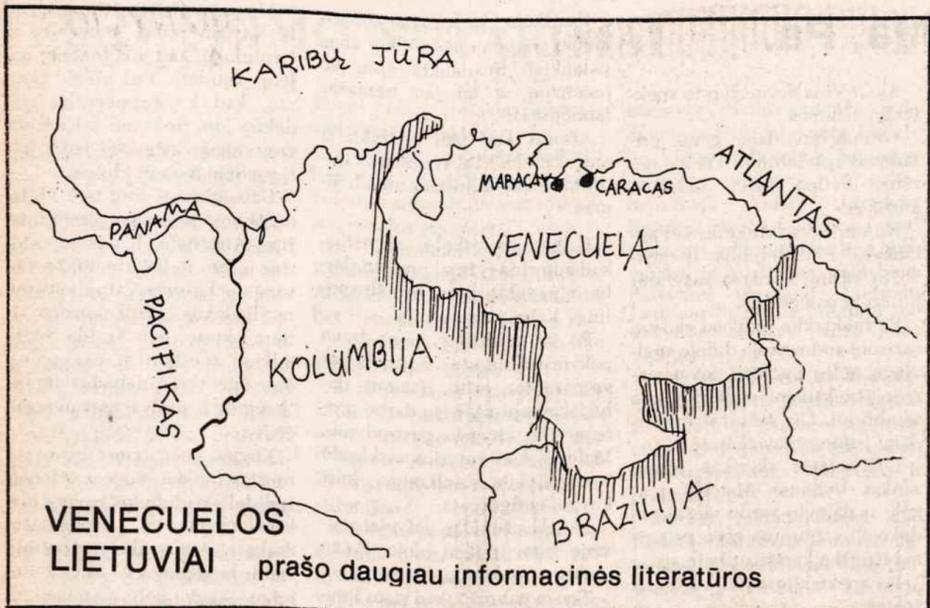 KARIBŲ JŪRA
ATLANTAS
MARACAY
CARACAS
PANAMA
VENECUELA
PACIFIKAS
KOLUMBIJA
BRAZILIJA
VENECUELOS
LIETUVIAI prašo daugiau informacinės literatūros